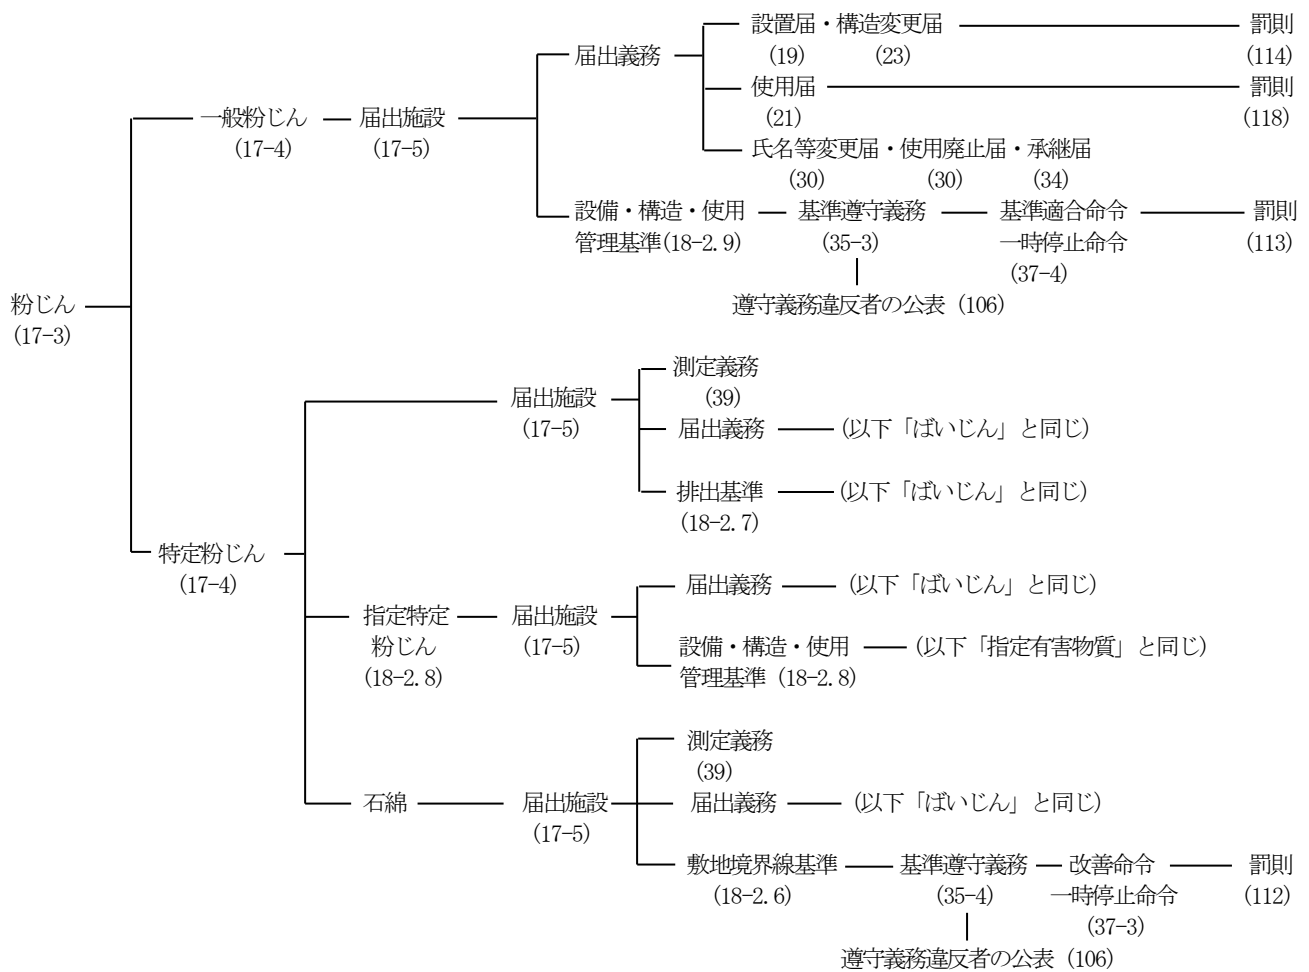 設置届・構造変更届 罰則
届出義務 (19) (23) (114)
使用届 罰則
一般粉じん 届出施設 (21) (118)
(17-4) (17-5) 氏名等変更届・使用廃止届・承継届
(30) (30) (34)
設備・構造・使用 基準遵守義務 基準適合命令 罰則
管理基準(18-2.9) (35-3) 一時停止命令 (113)
(37-4)
粉じん 遵守義務違反者の公表 (106)
(17-3)
測定義務
届出施設 (39)
(17-5) 届出義務 (以下「ばいじん」と同じ)
排出基準 (以下「ばいじん」と同じ)
(18-2.7)
特定粉じん
(17-4) 届出義務 (以下「ばいじん」と同じ)
指定特定 届出施設
粉じん (17-5) 設備・構造・使用 (以下「指定有害物質」と同じ)
(18-2.8) 管理基準 (18-2.8)
測定義務
(39)
石綿 届出施設 届出義務 (以下「ばいじん」と同じ)
(17-5)
敷地境界線基準 基準遵守義務 改善命令 罰則
(18-2.6) (35-4) 一時停止命令 (112)
(37-3)
遵守義務違反者の公表 (106)